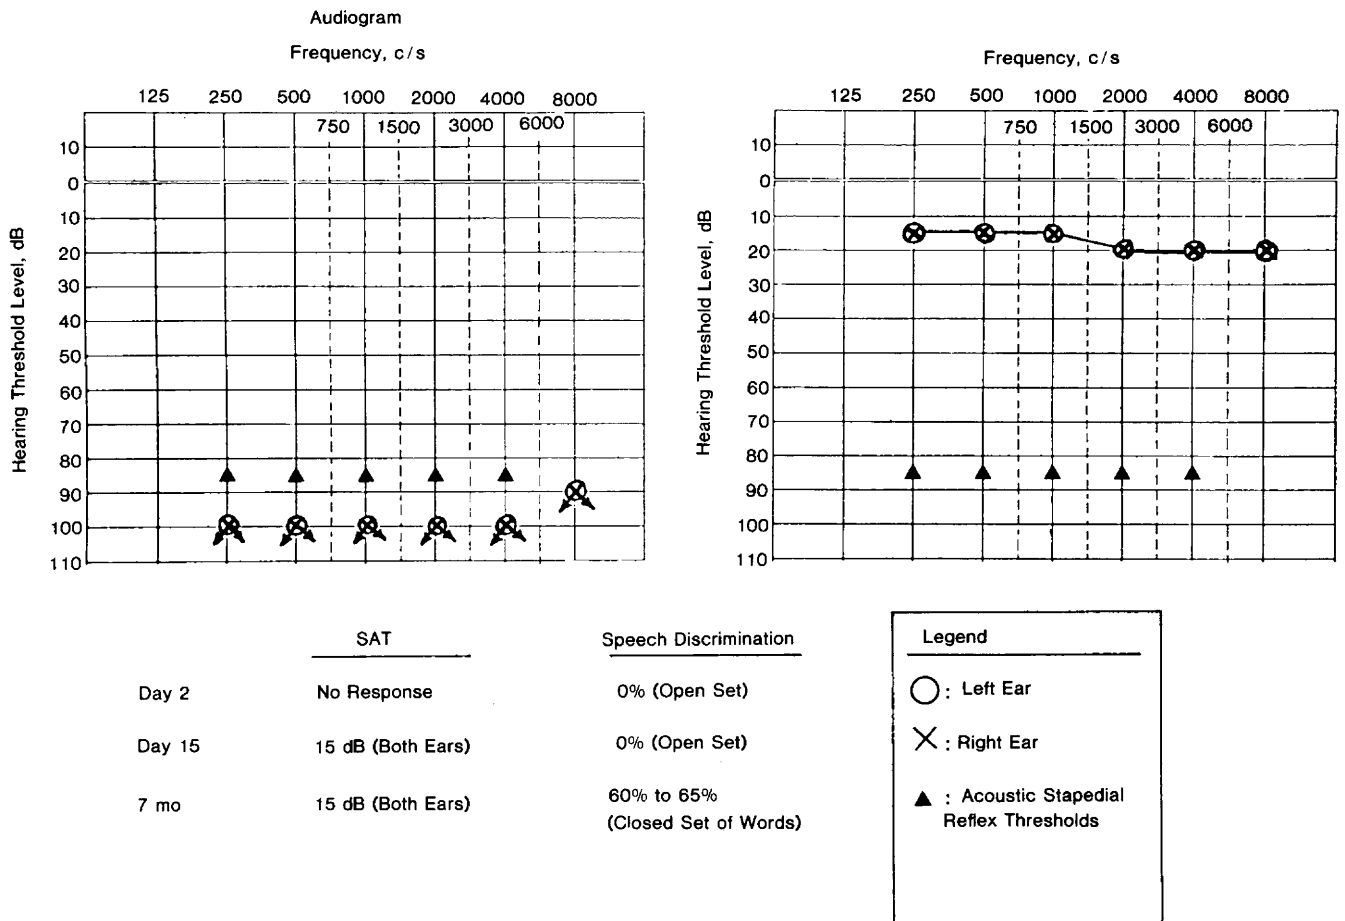 Audiogram
Frequency, c/s
125 250 500 1000 2000 4000 8000
750 1500 3000 6000
10
0
10
20
30
40
50
60
70
80
90
100
110
Hearing Threshold Level, dB
Frequency, c/s
125 250 500 1000 2000 4000 8000
750 1500 3000 6000
10
0
10
20
30
40
50
60
70
80
90
100
110
Hearing Threshold Level, dB
SAT Speech Discrimination
Day 2 No Response 0% (Open Set)
Day 15 15 dB (Both Ears) 0% (Open Set)
7 mo 15 dB (Both Ears) 60% to 65%
(Closed Set of Words)
Legend
: Left Ear
: Right Ear
: Acoustic Stapedial
Reflex Thresholds